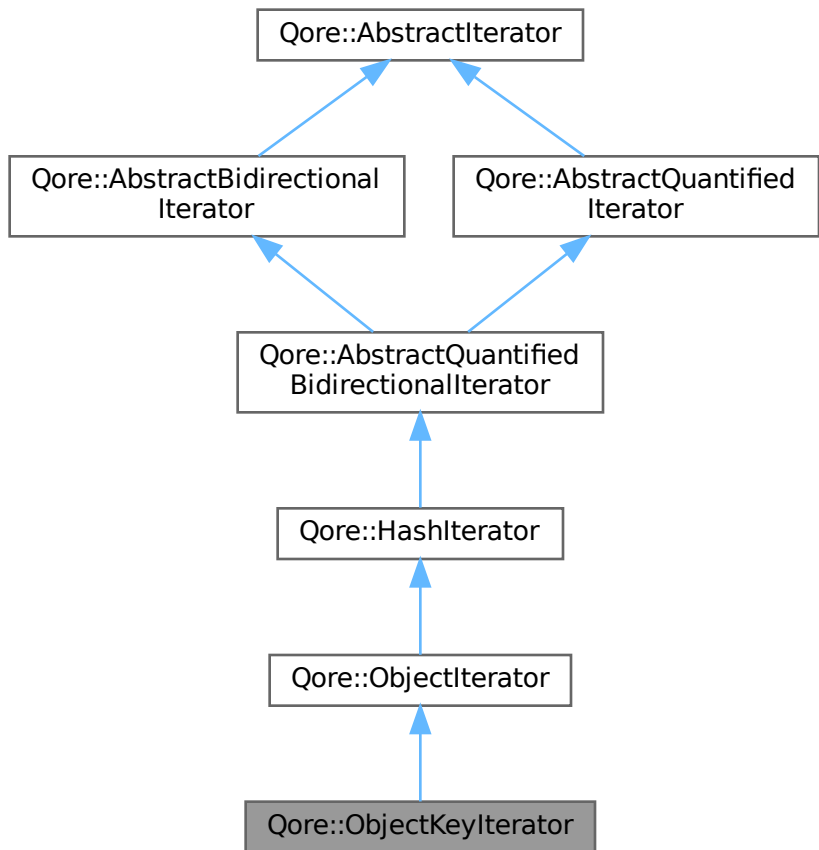 Qore::AbstractIterator
Qore::AbstractBidirectional
Iterator
Qore::AbstractQuantified
Iterator
Qore::AbstractQuantified
BidirectionalIterator
Qore::HashIterator
Qore::ObjectIterator
Qore::ObjectKeyIterator